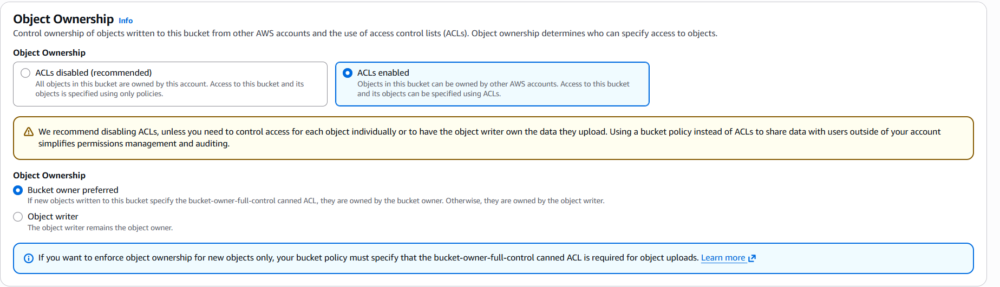 Object Ownership Info
Control ownership of objects written to this bucket from other AWS accounts and the use of access control lists (ACLs). Object ownership determines who can specify access to objects.
Object Ownership
ACLs disabled (recommended)
All objects in this bucket are owned by this account. Access to this bucket and its
objects is specified using only policies.
ACLs enabled
Objects in this bucket can be owned by other AWS accounts. Access to this bucket
and its objects can be specified using ACLs.
We recommend disabling ACLs, unless you need to control access for each object individually or to have the object writer own the data they upload. Using a bucket policy instead of ACLs to share data with users outside of your account
simplifies permissions management and auditing.
Object Ownership
Bucket owner preferred
If new objects written to this bucket specify the bucket-owner-full-control canned ACL, they are owned by the bucket owner. Otherwise, they are owned by the object writer.
Object writer
The object writer remains the object owner.
If you want to enforce object ownership for new objects only, your bucket policy must specify that the bucket-owner-full-control canned ACL is required for object uploads. Learn more